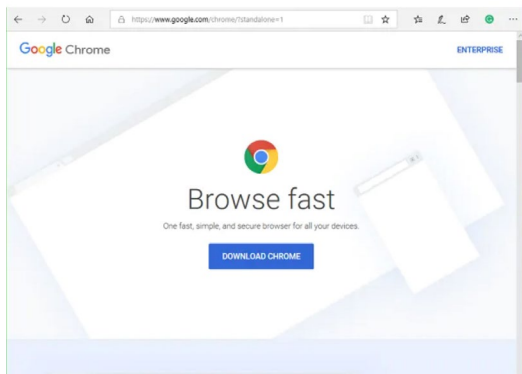 https://www.google.com/chrome/?standalone=1
Google Chrome
ENTERPRISE
Browse fast
One fast, simple, and secure browser for all your devices.
DOWNLOAD CHROME